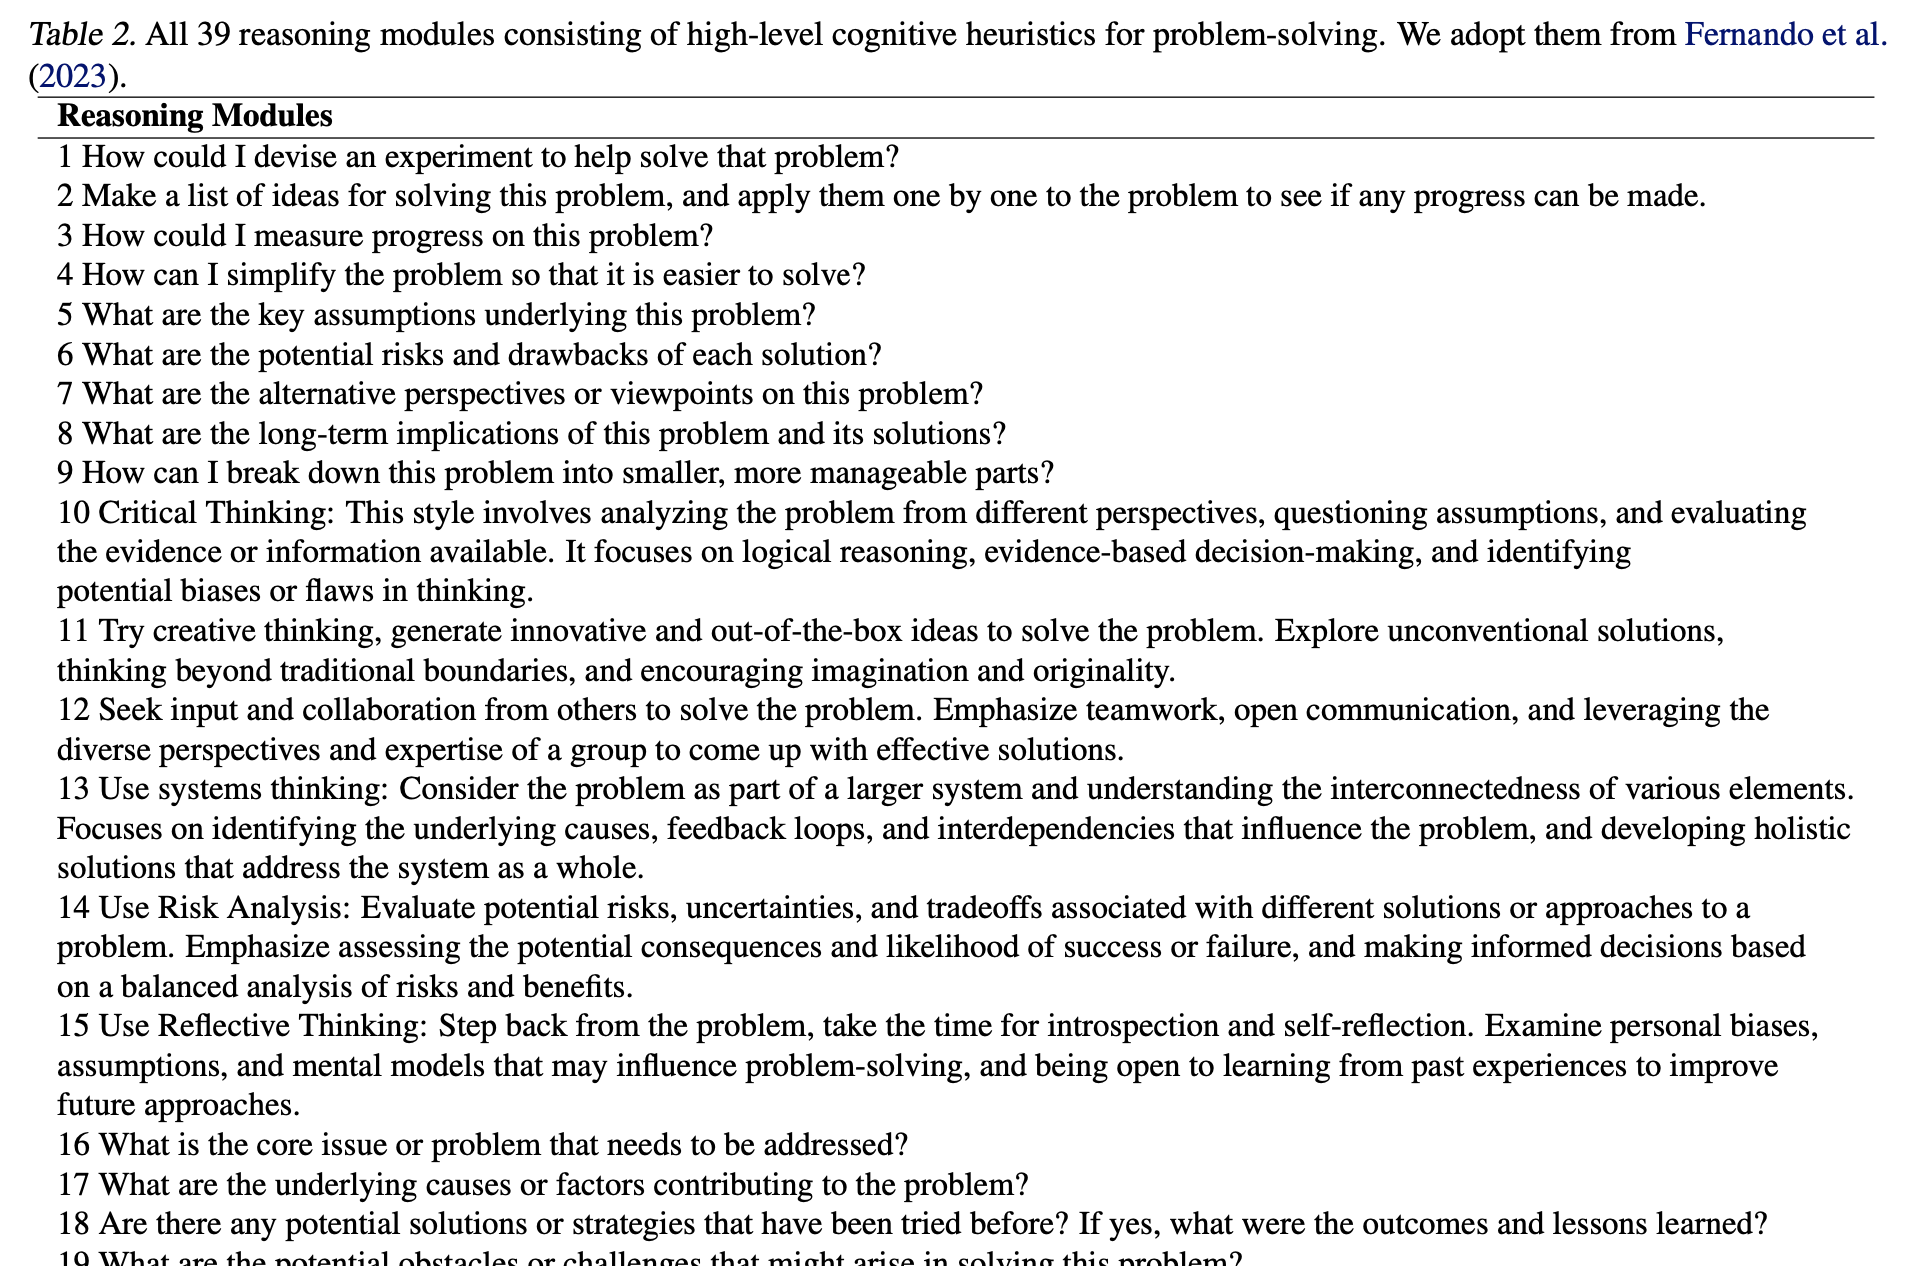 Table 2. All 39 reasoning modules consisting of high-level cognitive heuristics for problem-solving. We adopt them from Fernando et al.
(2023).
Reasoning Modules
1 How could I devise an experiment to help solve that problem?
2 Make a list of ideas for solving this problem, and apply them one by one to the problem to see if any progress can be made.
3 How could I measure progress on this problem?
4 How can I simplify the problem so that it is easier to solve?
5 What are the key assumptions underlying this problem?
6 What are the potential risks and drawbacks of each solution?
7 What are the alternative perspectives or viewpoints on this problem?
8 What are the long-term implications of this problem and its solutions?
9 How can I break down this problem into smaller, more manageable parts?
10 Critical Thinking: This style involves analyzing the problem from different perspectives, questioning assumptions, and evaluating
the evidence or information available. It focuses on logical reasoning, evidence-based decision-making, and identifying
potential biases or flaws in thinking.
11 Try creative thinking, generate innovative and out-of-the-box ideas to solve the problem. Explore unconventional solutions,
thinking beyond traditional boundaries, and encouraging imagination and originality.
12 Seek input and collaboration from others to solve the problem. Emphasize teamwork, open communication, and leveraging the
diverse perspectives and expertise of a group to come up with effective solutions.
13 Use systems thinking: Consider the problem as part of a larger system and understanding the interconnectedness of various elements.
Focuses on identifying the underlying causes, feedback loops, and interdependencies that influence the problem, and developing holistic
solutions that address the system as a whole.
14 Use Risk Analysis: Evaluate potential risks, uncertainties, and tradeoffs associated with different solutions or approaches to a
problem. Emphasize assessing the potential consequences and likelihood of success or failure, and making informed decisions based
on a balanced analysis of risks and benefits.
15 Use Reflective Thinking: Step back from the problem, take the time for introspection and self-reflection. Examine personal biases,
assumptions, and mental models that may influence problem-solving, and being open to learning from past experiences to improve
future approaches.
16 What is the core issue or problem that needs to be addressed?
17 What are the underlying causes or factors contributing to the problem?
18 Are there any potential solutions or strategies that have been tried before? If yes, what were the outcomes and lessons learned?
19 What are the potential obstacles or challenges that might arise in solving this problem?